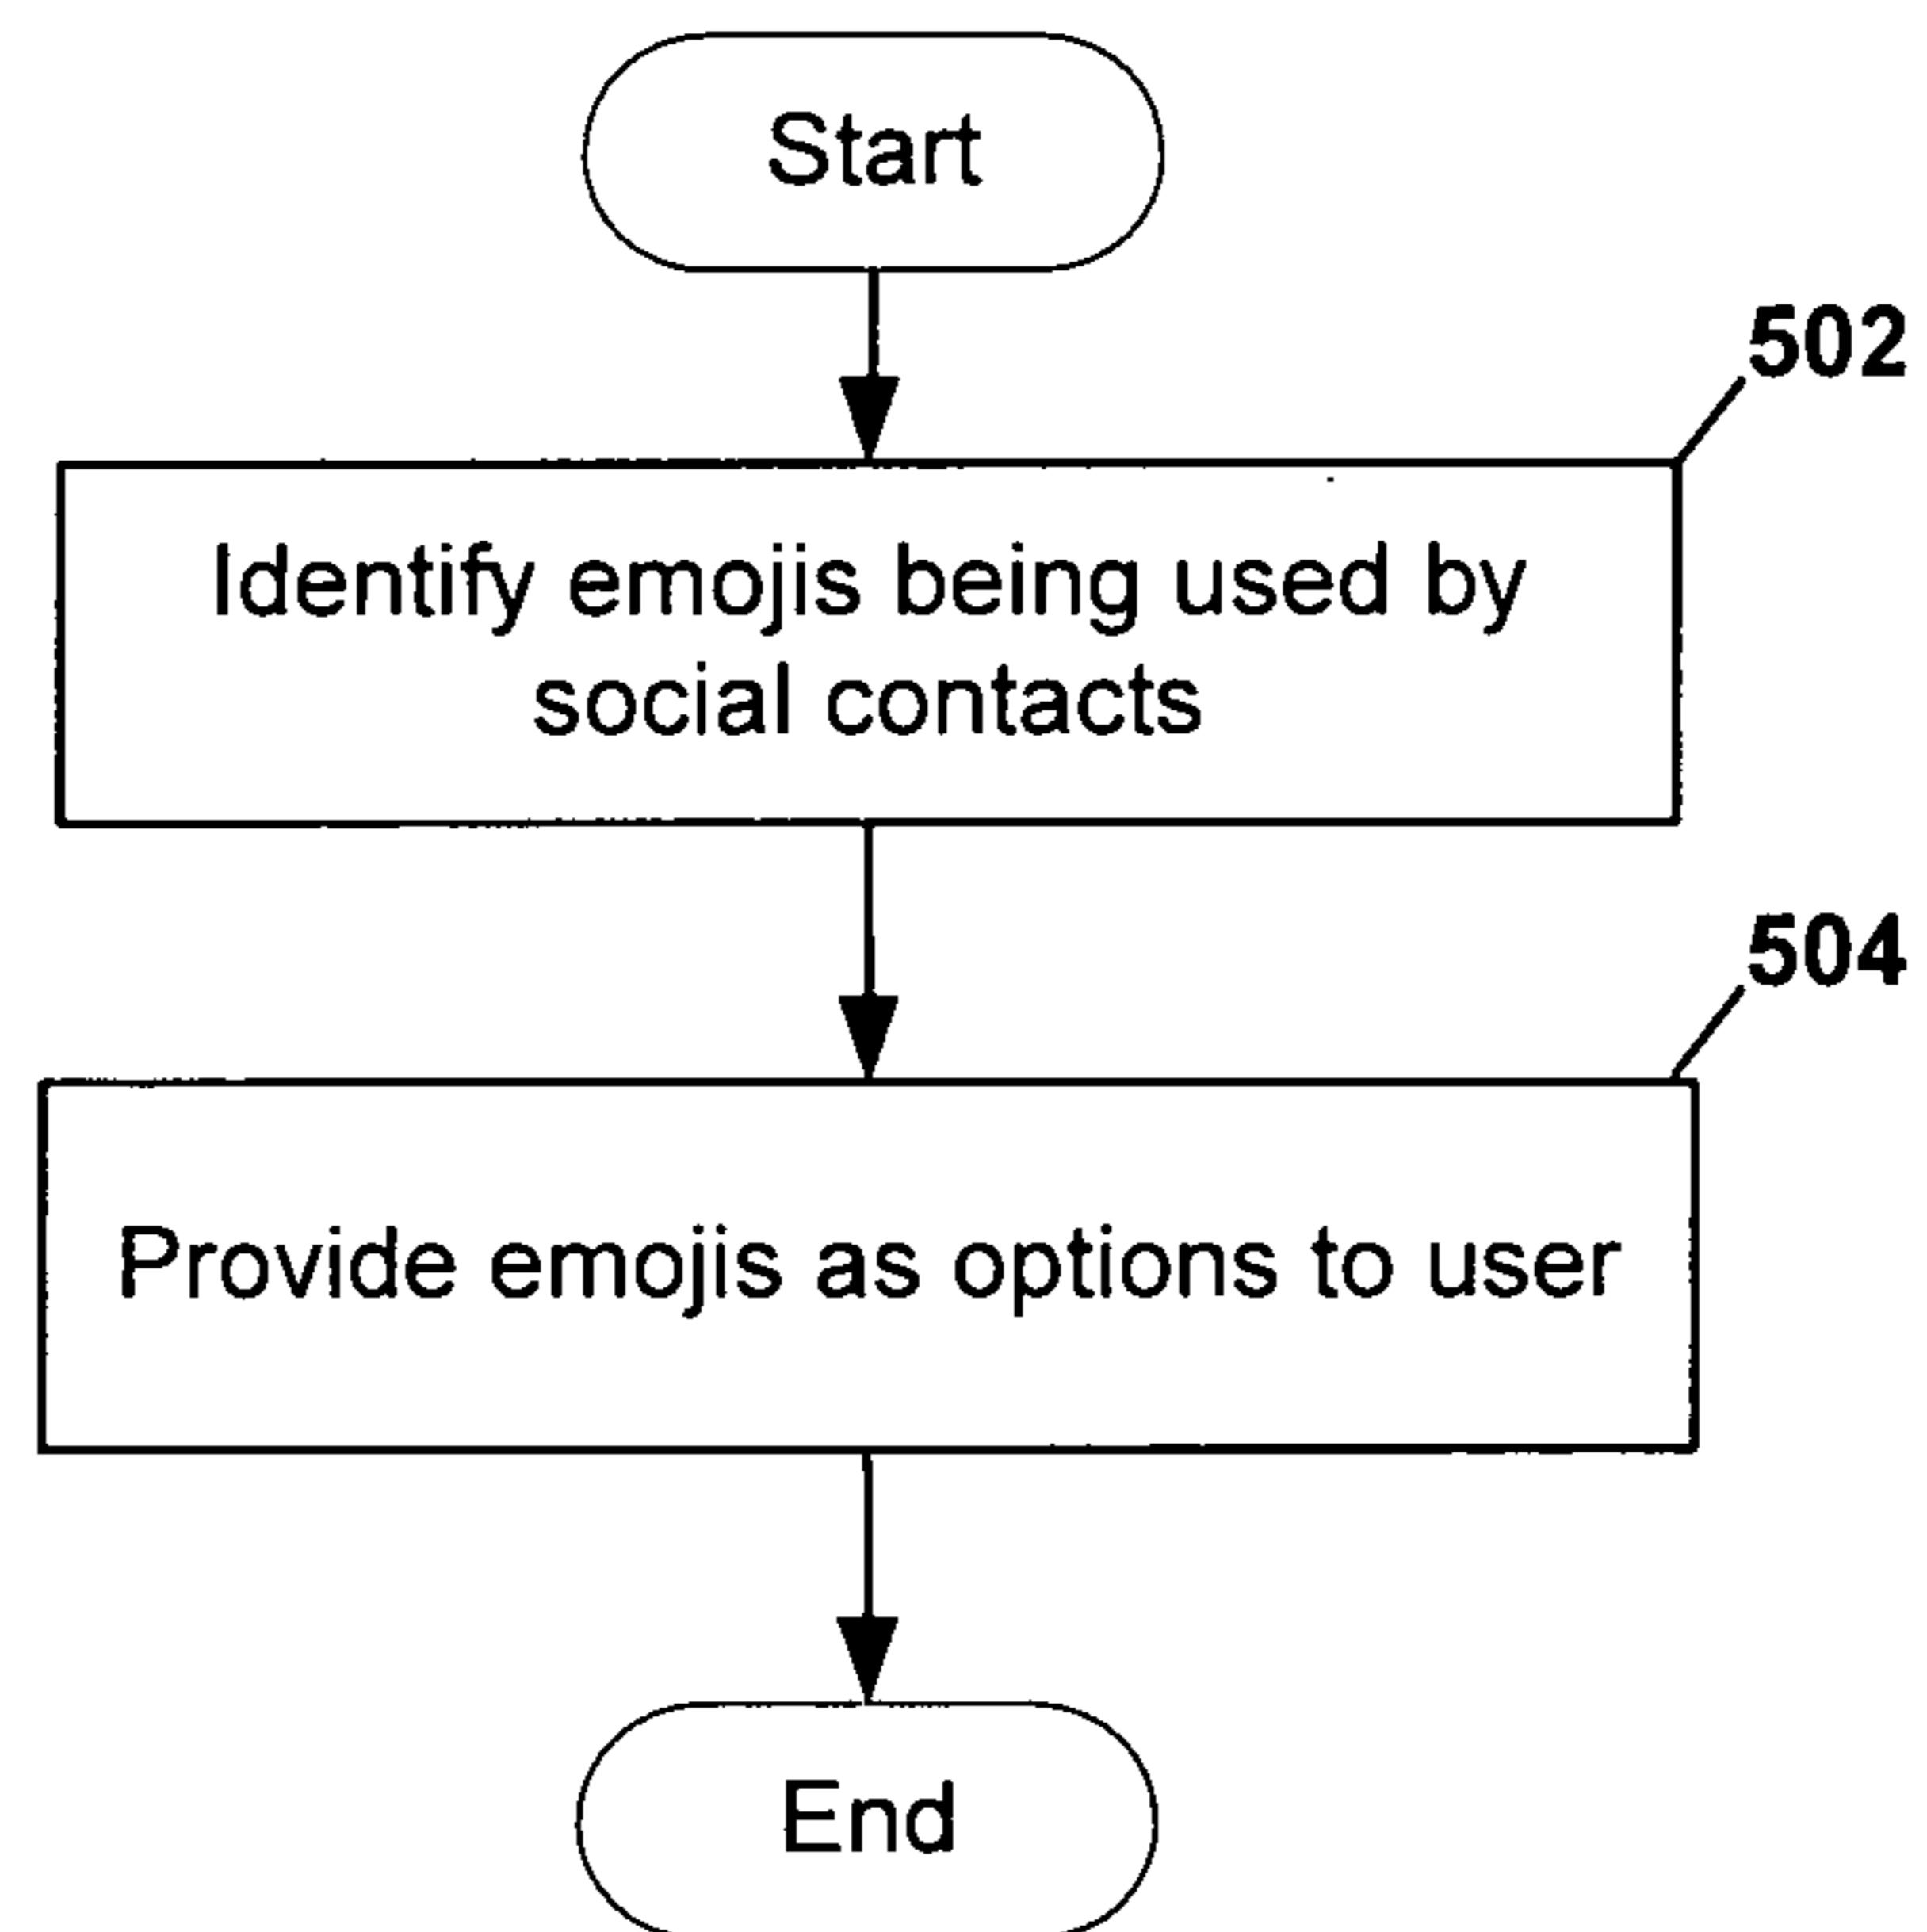 Start
502
Identify emojis being used by
social contacts
504
Provide emojis as options to user
End